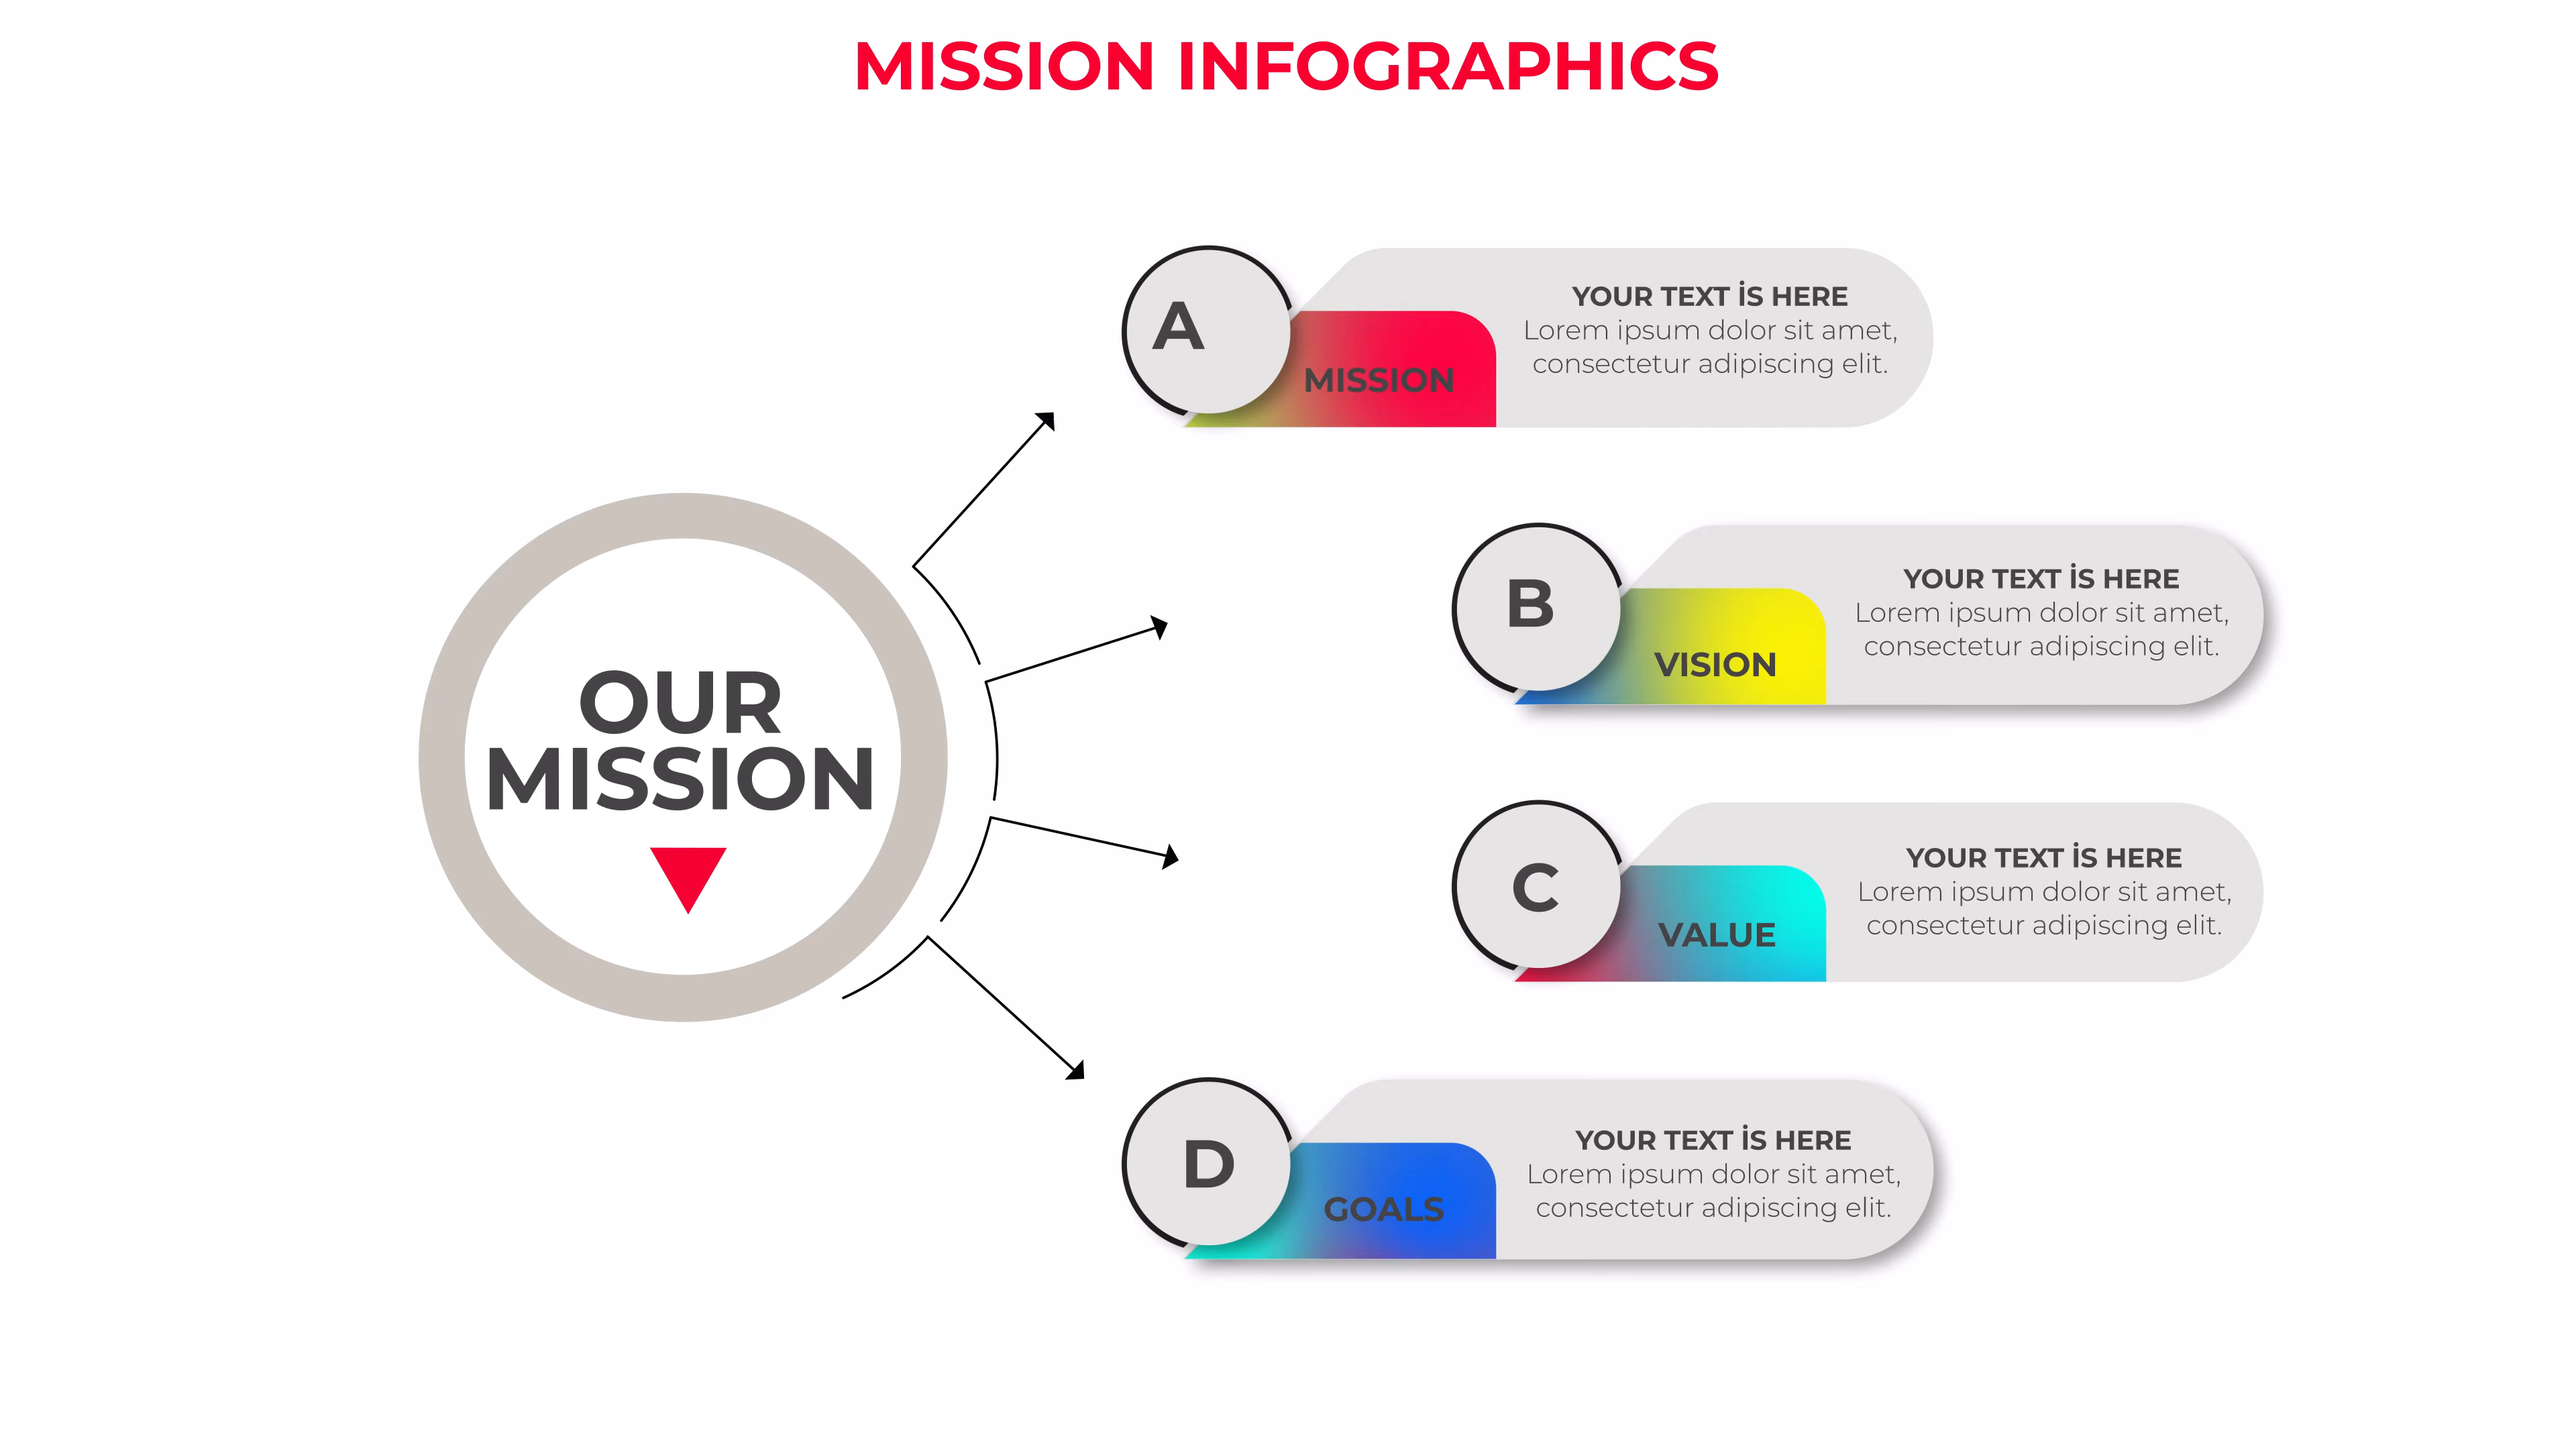 MISSION INFOGRAPHICS
OUR
MISSION
A
MISSION
YOUR TEXT İS HERE
Lorem ipsum dolor sit amet,
consectetur adipiscing elit.
B
VISION
YOUR TEXT İS HERE
Lorem ipsum dolor sit amet,
consectetur adipiscing elit.
C
VALUE
YOUR TEXT İS HERE
Lorem ipsum dolor sit amet,
consectetur adipiscing elit.
D
GOALS
YOUR TEXT İS HERE
Lorem ipsum dolor sit amet,
consectetur adipiscing elit.